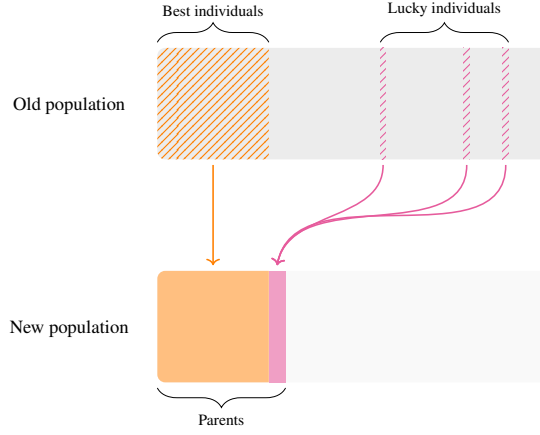 Best individuals
Lucky individuals
Old population
New population
Parents